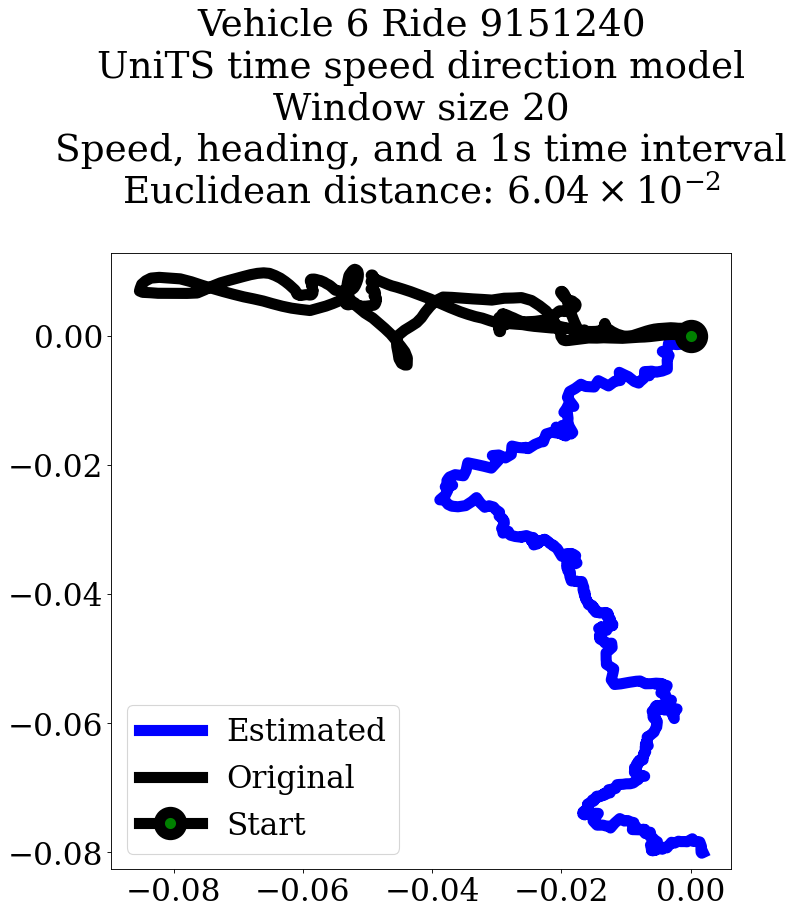 Vehicle 6 Ride 9151240
UniTS time speed direction model
Window size 20
Speed, heading, and a 1s time interval
Euclidean distance: 6.04 × 10⁻²
0.00
−0.02
−0.04
−0.06
−0.08
Estimated
Original
Start
−0.08 −0.06 −0.04 −0.02 0.00